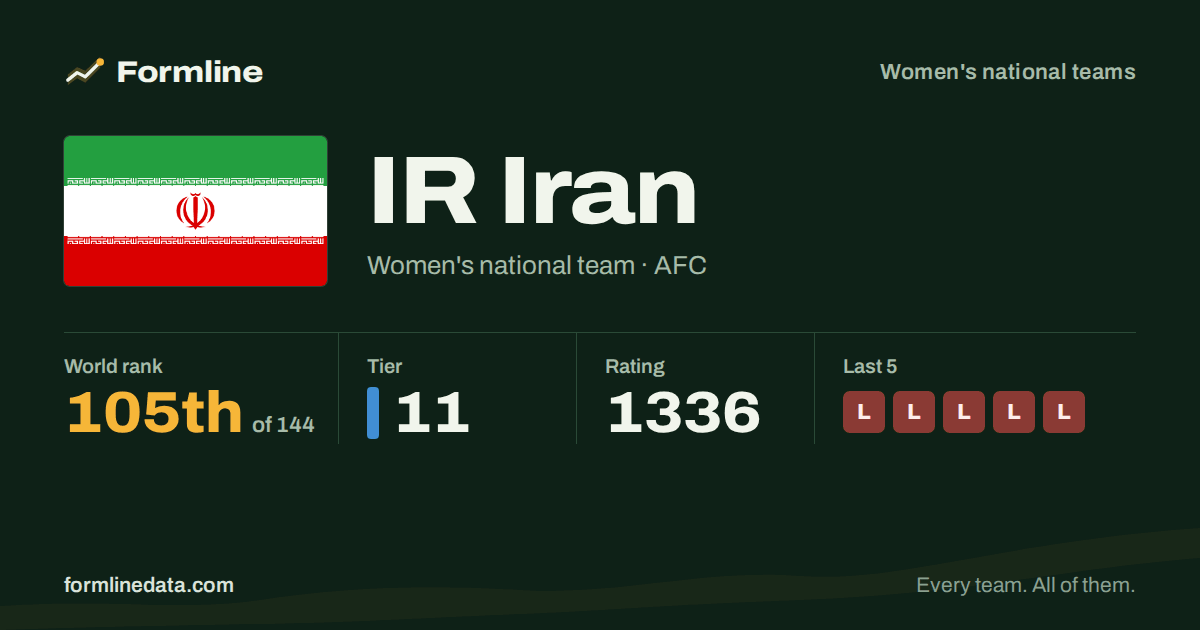 Formline
Women's national teams
IR Iran
Women's national team · AFC
World rank
105th of 144
Tier
11
Rating
1336
Last 5
L L L L L
formlinedata.com
Every team. All of them.